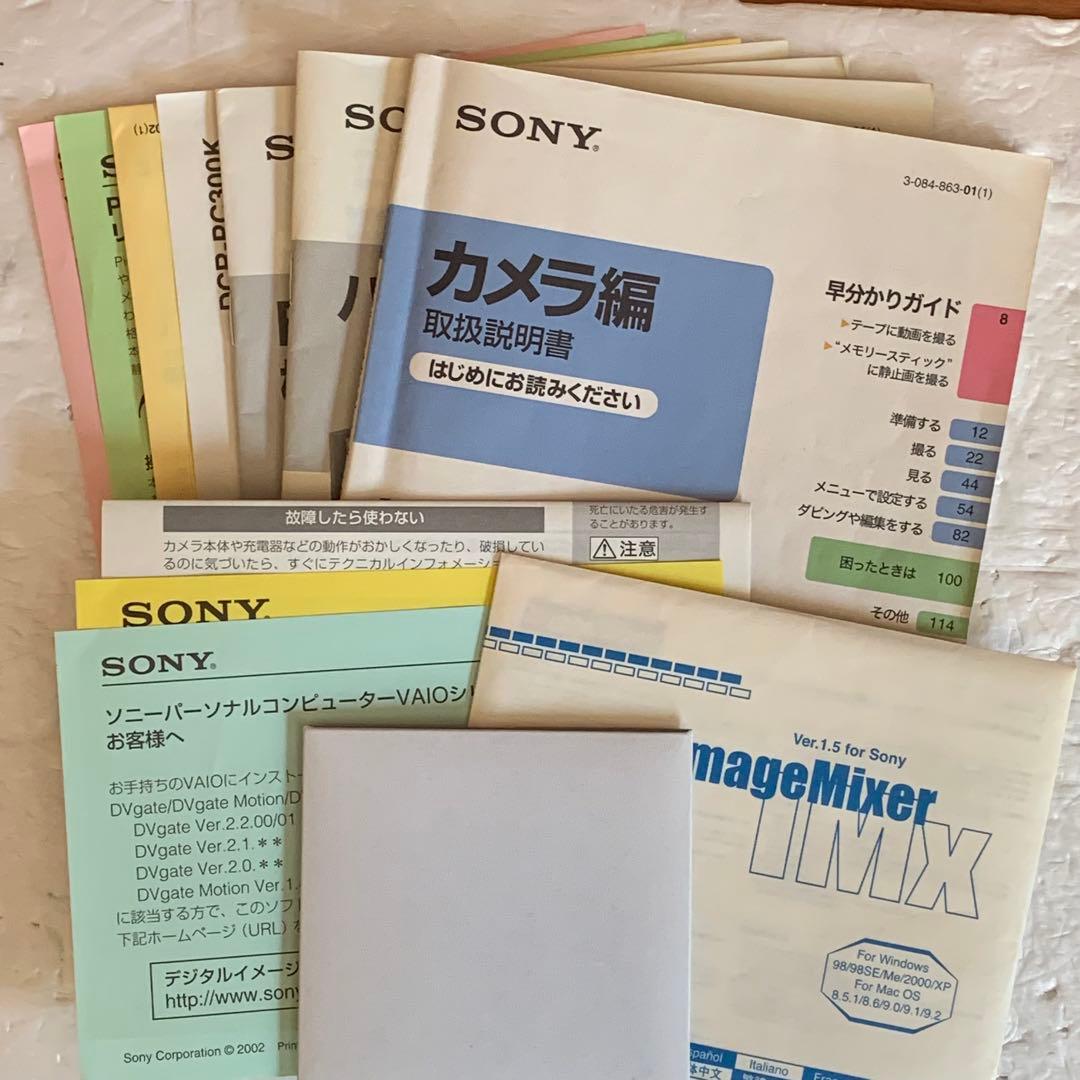 SONY
3-084-863-01(1)
カメラ編
取扱説明書
はじめにお読みください
早分かりガイド
8
▶テープに動画を撮る
▶“メモリースティック”
に静止画を撮る
準備する 12
撮る 22
見る 44
メニューで設定する 54
ダビングや編集をする 82
困ったときは 100
その他 114
DCR-PC300K
02(1)
故障したら使わない
カメラ本体や充電器などの動作がおかしくなったり、破損してい
るのに気づいたら、すぐにテクニカルインフォメーショ
死亡にいたる危害が発生す
ることがあります。
注意
SONY
SONY
ソニーパーソナルコンピューターVAIOシリ
お客様へ
お手持ちのVAIOにインストー
DVgate/DVgate Motion/D
DVgate Ver.2.2.00/01
DVgate Ver.2.1.＊＊
DVgate Ver.2.0.＊＊
DVgate Motion Ver.1.
に該当する方で、このソフ
下記ホームページ（URL）を
デジタルイメージ
http://www.sony
Sony Corporation © 2002 Prin
Ver.1.5 for Sony
mageMixer
IMx
For Windows
98/98SE/Me/2000/XP
For Mac OS
8.5.1/8.6/9.0/9.1/9.2
spañol Italiano
体中文